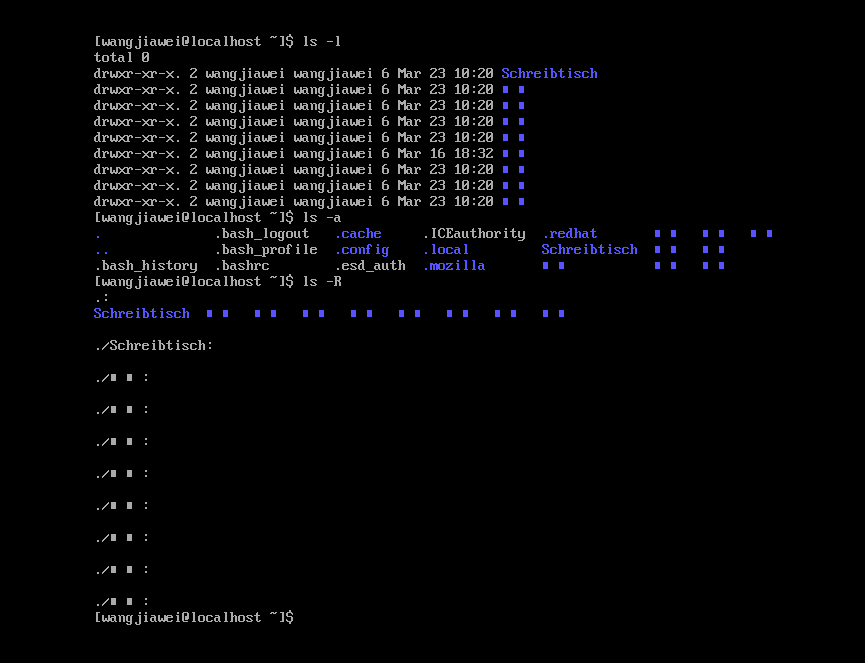 [wangjiawei@localhost ~]$ ls -l
total 0
drwxr-xr-x. 2 wangjiawei wangjiawei 6 Mar 23 10:20 Schreibtisch
drwxr-xr-x. 2 wangjiawei wangjiawei 6 Mar 23 10:20
drwxr-xr-x. 2 wangjiawei wangjiawei 6 Mar 23 10:20
drwxr-xr-x. 2 wangjiawei wangjiawei 6 Mar 23 10:20
drwxr-xr-x. 2 wangjiawei wangjiawei 6 Mar 23 10:20
drwxr-xr-x. 2 wangjiawei wangjiawei 6 Mar 16 18:32
drwxr-xr-x. 2 wangjiawei wangjiawei 6 Mar 23 10:20
drwxr-xr-x. 2 wangjiawei wangjiawei 6 Mar 23 10:20
drwxr-xr-x. 2 wangjiawei wangjiawei 6 Mar 23 10:20
[wangjiawei@localhost ~]$ ls -a
. .bash_logout .cache .ICEauthority .redhat
.. .bash_profile .config .local Schreibtisch
.bash_history .bashrc .esd_auth .mozilla
[wangjiawei@localhost ~]$ ls -R
.:
Schreibtisch
./Schreibtisch:
./ :
./ :
./ :
./ :
./ :
./ :
./ :
./ :
[wangjiawei@localhost ~]$